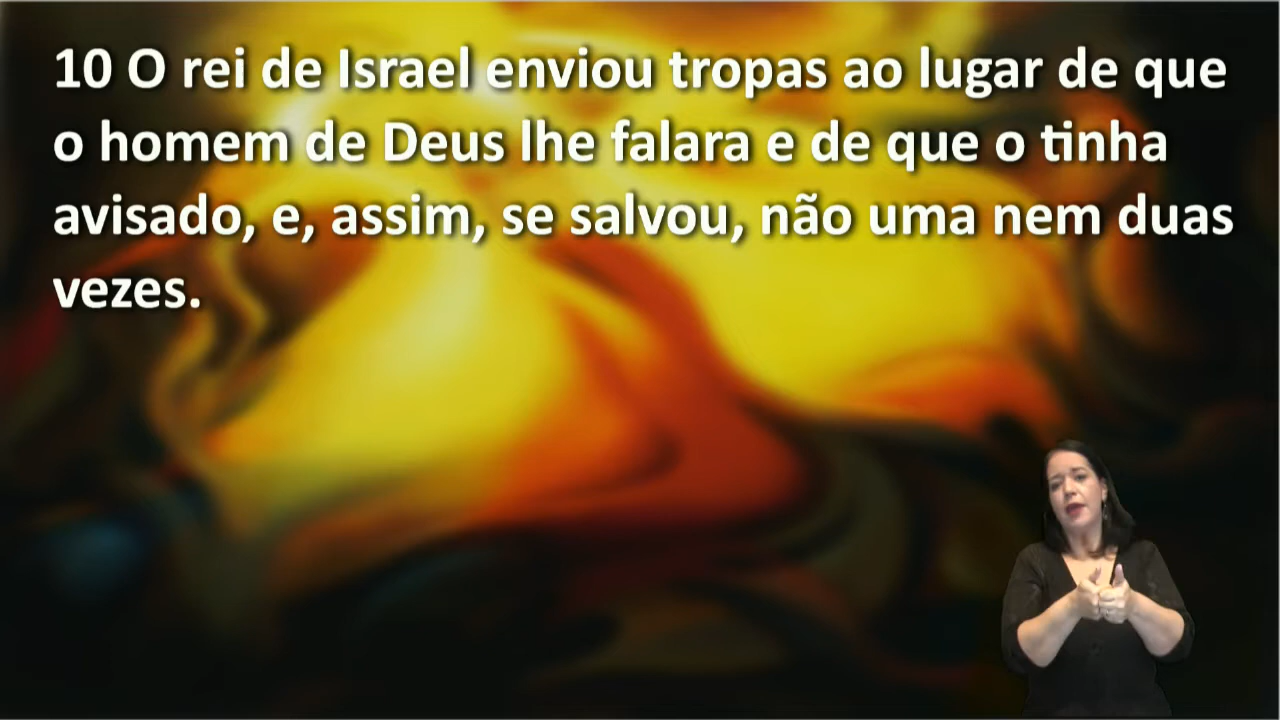 10 O rei de Israel enviou tropas ao lugar de que
o homem de Deus lhe falara e de que o tinha
avisado, e, assim, se salvou, não uma nem duas
vezes.